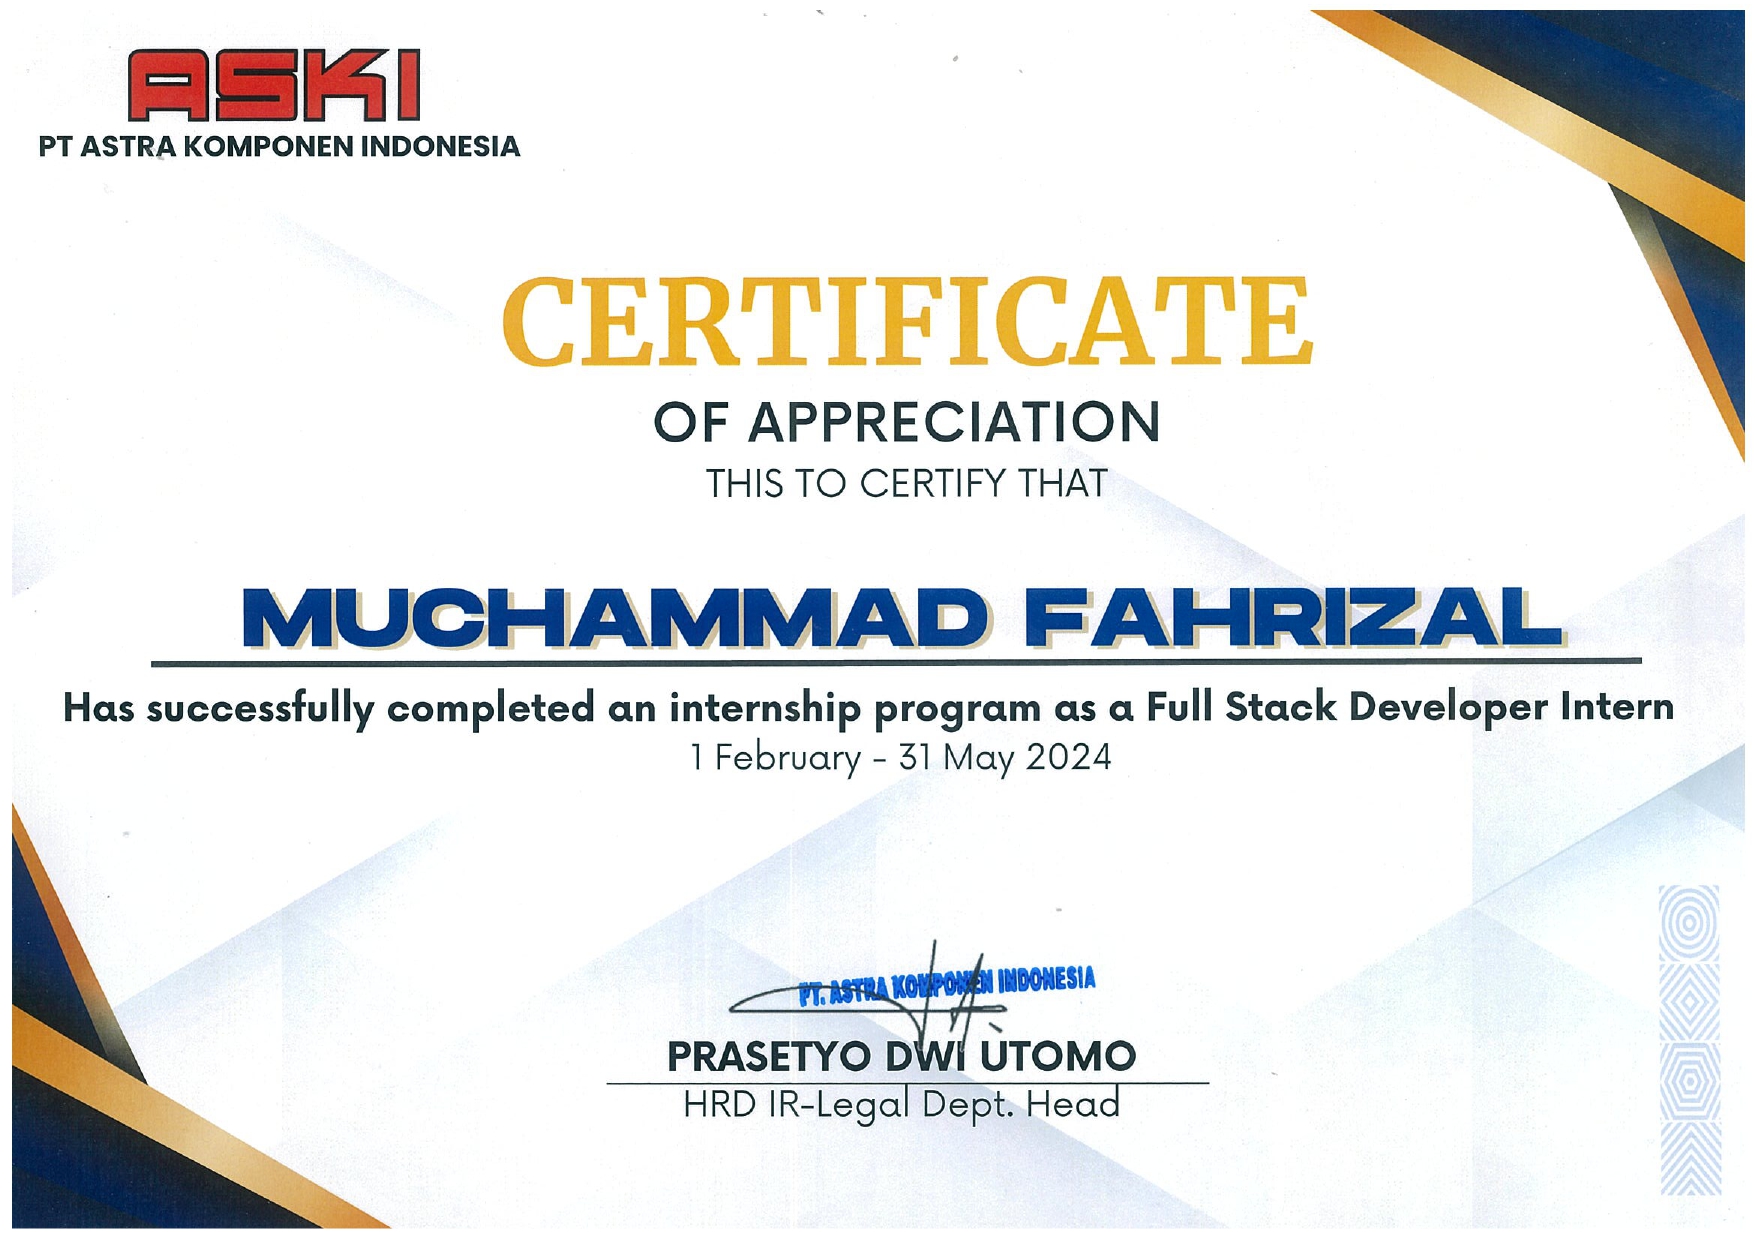 ASKI
PT ASTRA KOMPONEN INDONESIA
CERTIFICATE
OF APPRECIATION
THIS TO CERTIFY THAT
MUCHAMMAD FAHRIZAL
Has successfully completed an internship program as a Full Stack Developer Intern
1 February - 31 May 2024
PT. ASTRA KOMPONEN INDONESIA
PRASETYO DWI UTOMO
HRD IR-Legal Dept. Head